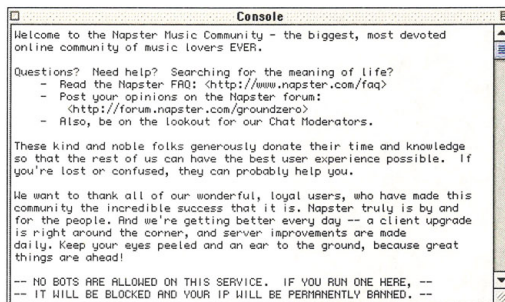 Console
Welcome to the Napster Music Community - the biggest, most devoted
online community of music lovers EVER.
Questions?  Need help?  Searching for the meaning of life?
- Read the Napster FAQ: <http://www.napster.com/faq>
- Post your opinions on the Napster forum:
<http://forum.napster.com/groundzero>
- Also, be on the lookout for our Chat Moderators.
These kind and noble folks generously donate their time and knowledge
so that the rest of us can have the best user experience possible.  If
you're lost or confused, they can probably help you.
We want to thank all of our wonderful, loyal users, who have made this
community the incredible success that it is. Napster truly is by and
for the people. And we're getting better every day -- a client upgrade
is right around the corner, and server improvements are made
daily. Keep your eyes peeled and an ear to the ground, because great
things are ahead!
-- NO BOTS ARE ALLOWED ON THIS SERVICE.  IF YOU RUN ONE HERE, --
-- IT WILL BE BLOCKED AND YOUR IP WILL BE PERMANENTLY BANNED. --